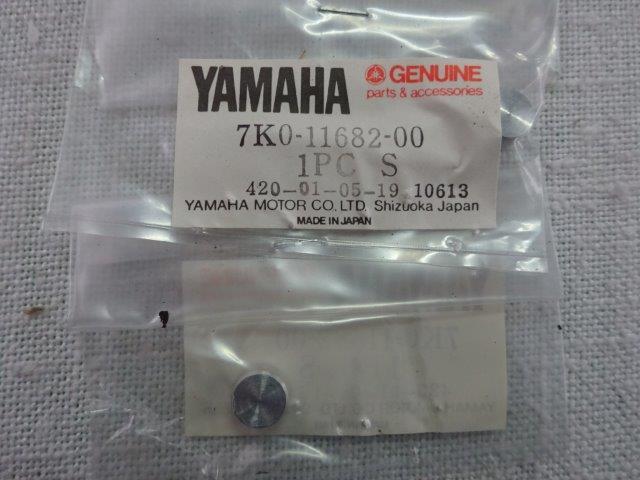 YAMAHA
GENUINE
parts & accessories
7K0-11682-00
1PC S
420-01-05-19 10613
YAMAHA MOTOR CO., LTD. Shizuoka Japan
MADE IN JAPAN